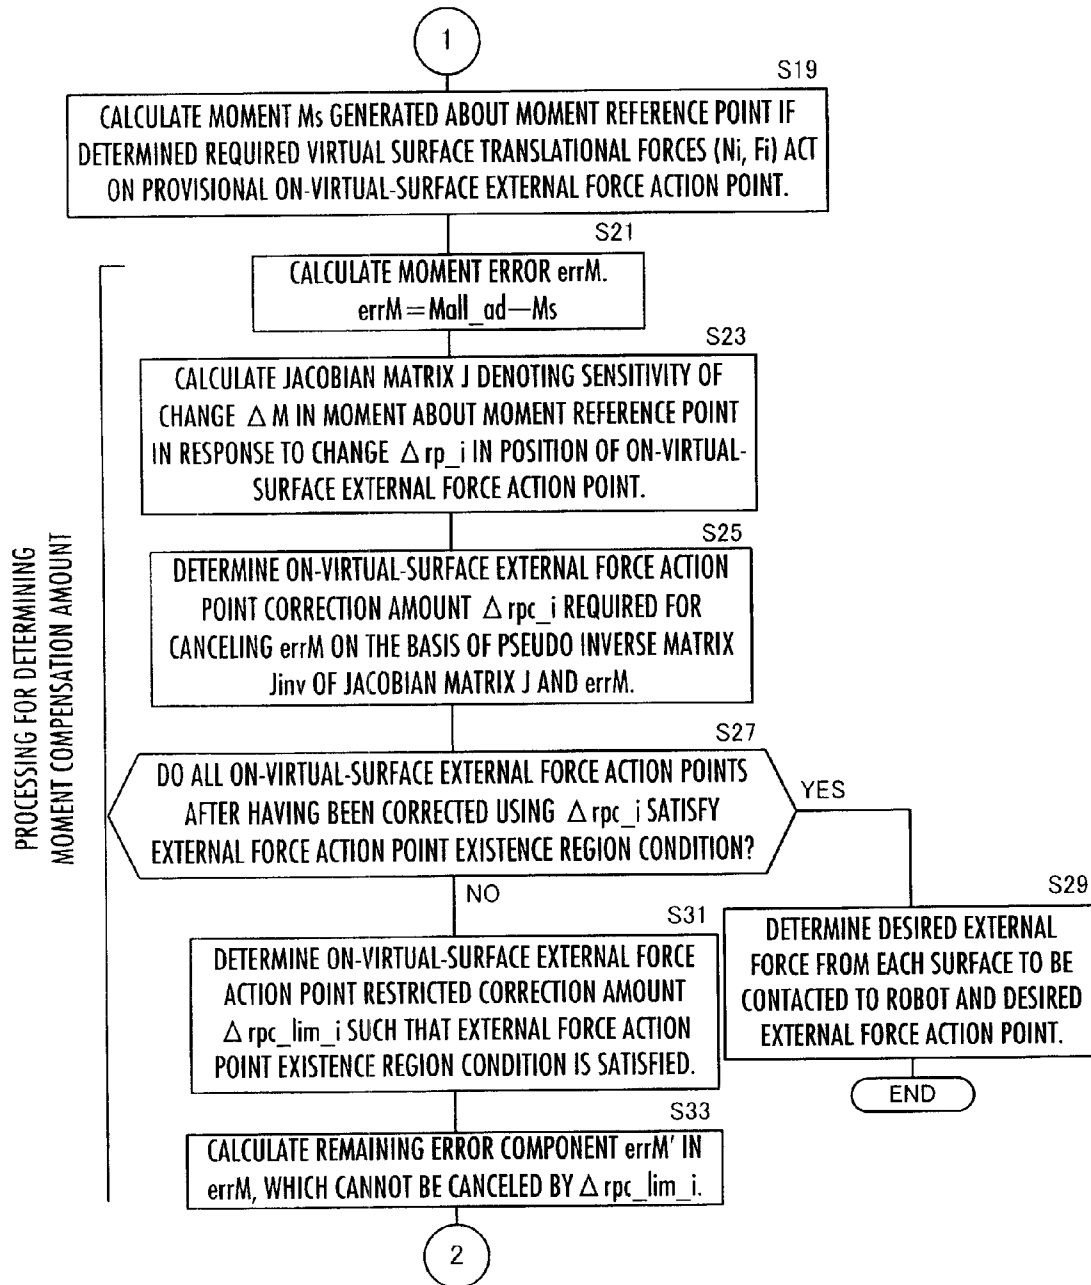 1
S19
CALCULATE MOMENT Ms GENERATED ABOUT MOMENT REFERENCE POINT IF
DETERMINED REQUIRED VIRTUAL SURFACE TRANSLATIONAL FORCES (Ni, Fi) ACT
ON PROVISIONAL ON-VIRTUAL-SURFACE EXTERNAL FORCE ACTION POINT.
PROCESSING FOR DETERMINING
MOMENT COMPENSATION AMOUNT
S21
CALCULATE MOMENT ERROR errM.
errM=Mall_ad—Ms
S23
CALCULATE JACOBIAN MATRIX J DENOTING SENSITIVITY OF
CHANGE Δ M IN MOMENT ABOUT MOMENT REFERENCE POINT
IN RESPONSE TO CHANGE Δ rp_i IN POSITION OF ON-VIRTUAL-
SURFACE EXTERNAL FORCE ACTION POINT.
S25
DETERMINE ON-VIRTUAL-SURFACE EXTERNAL FORCE ACTION
POINT CORRECTION AMOUNT Δ rpc_i REQUIRED FOR
CANCELING errM ON THE BASIS OF PSEUDO INVERSE MATRIX
Jinv OF JACOBIAN MATRIX J AND errM.
S27
DO ALL ON-VIRTUAL-SURFACE EXTERNAL FORCE ACTION POINTS
AFTER HAVING BEEN CORRECTED USING Δ rpc_i SATISFY
EXTERNAL FORCE ACTION POINT EXISTENCE REGION CONDITION?
YES
NO
S29
DETERMINE DESIRED EXTERNAL
FORCE FROM EACH SURFACE TO BE
CONTACTED TO ROBOT AND DESIRED
EXTERNAL FORCE ACTION POINT.
END
S31
DETERMINE ON-VIRTUAL-SURFACE EXTERNAL FORCE
ACTION POINT RESTRICTED CORRECTION AMOUNT
Δ rpc_lim_i SUCH THAT EXTERNAL FORCE ACTION
POINT EXISTENCE REGION CONDITION IS SATISFIED.
S33
CALCULATE REMAINING ERROR COMPONENT errM' IN
errM, WHICH CANNOT BE CANCELED BY Δ rpc_lim_i.
2